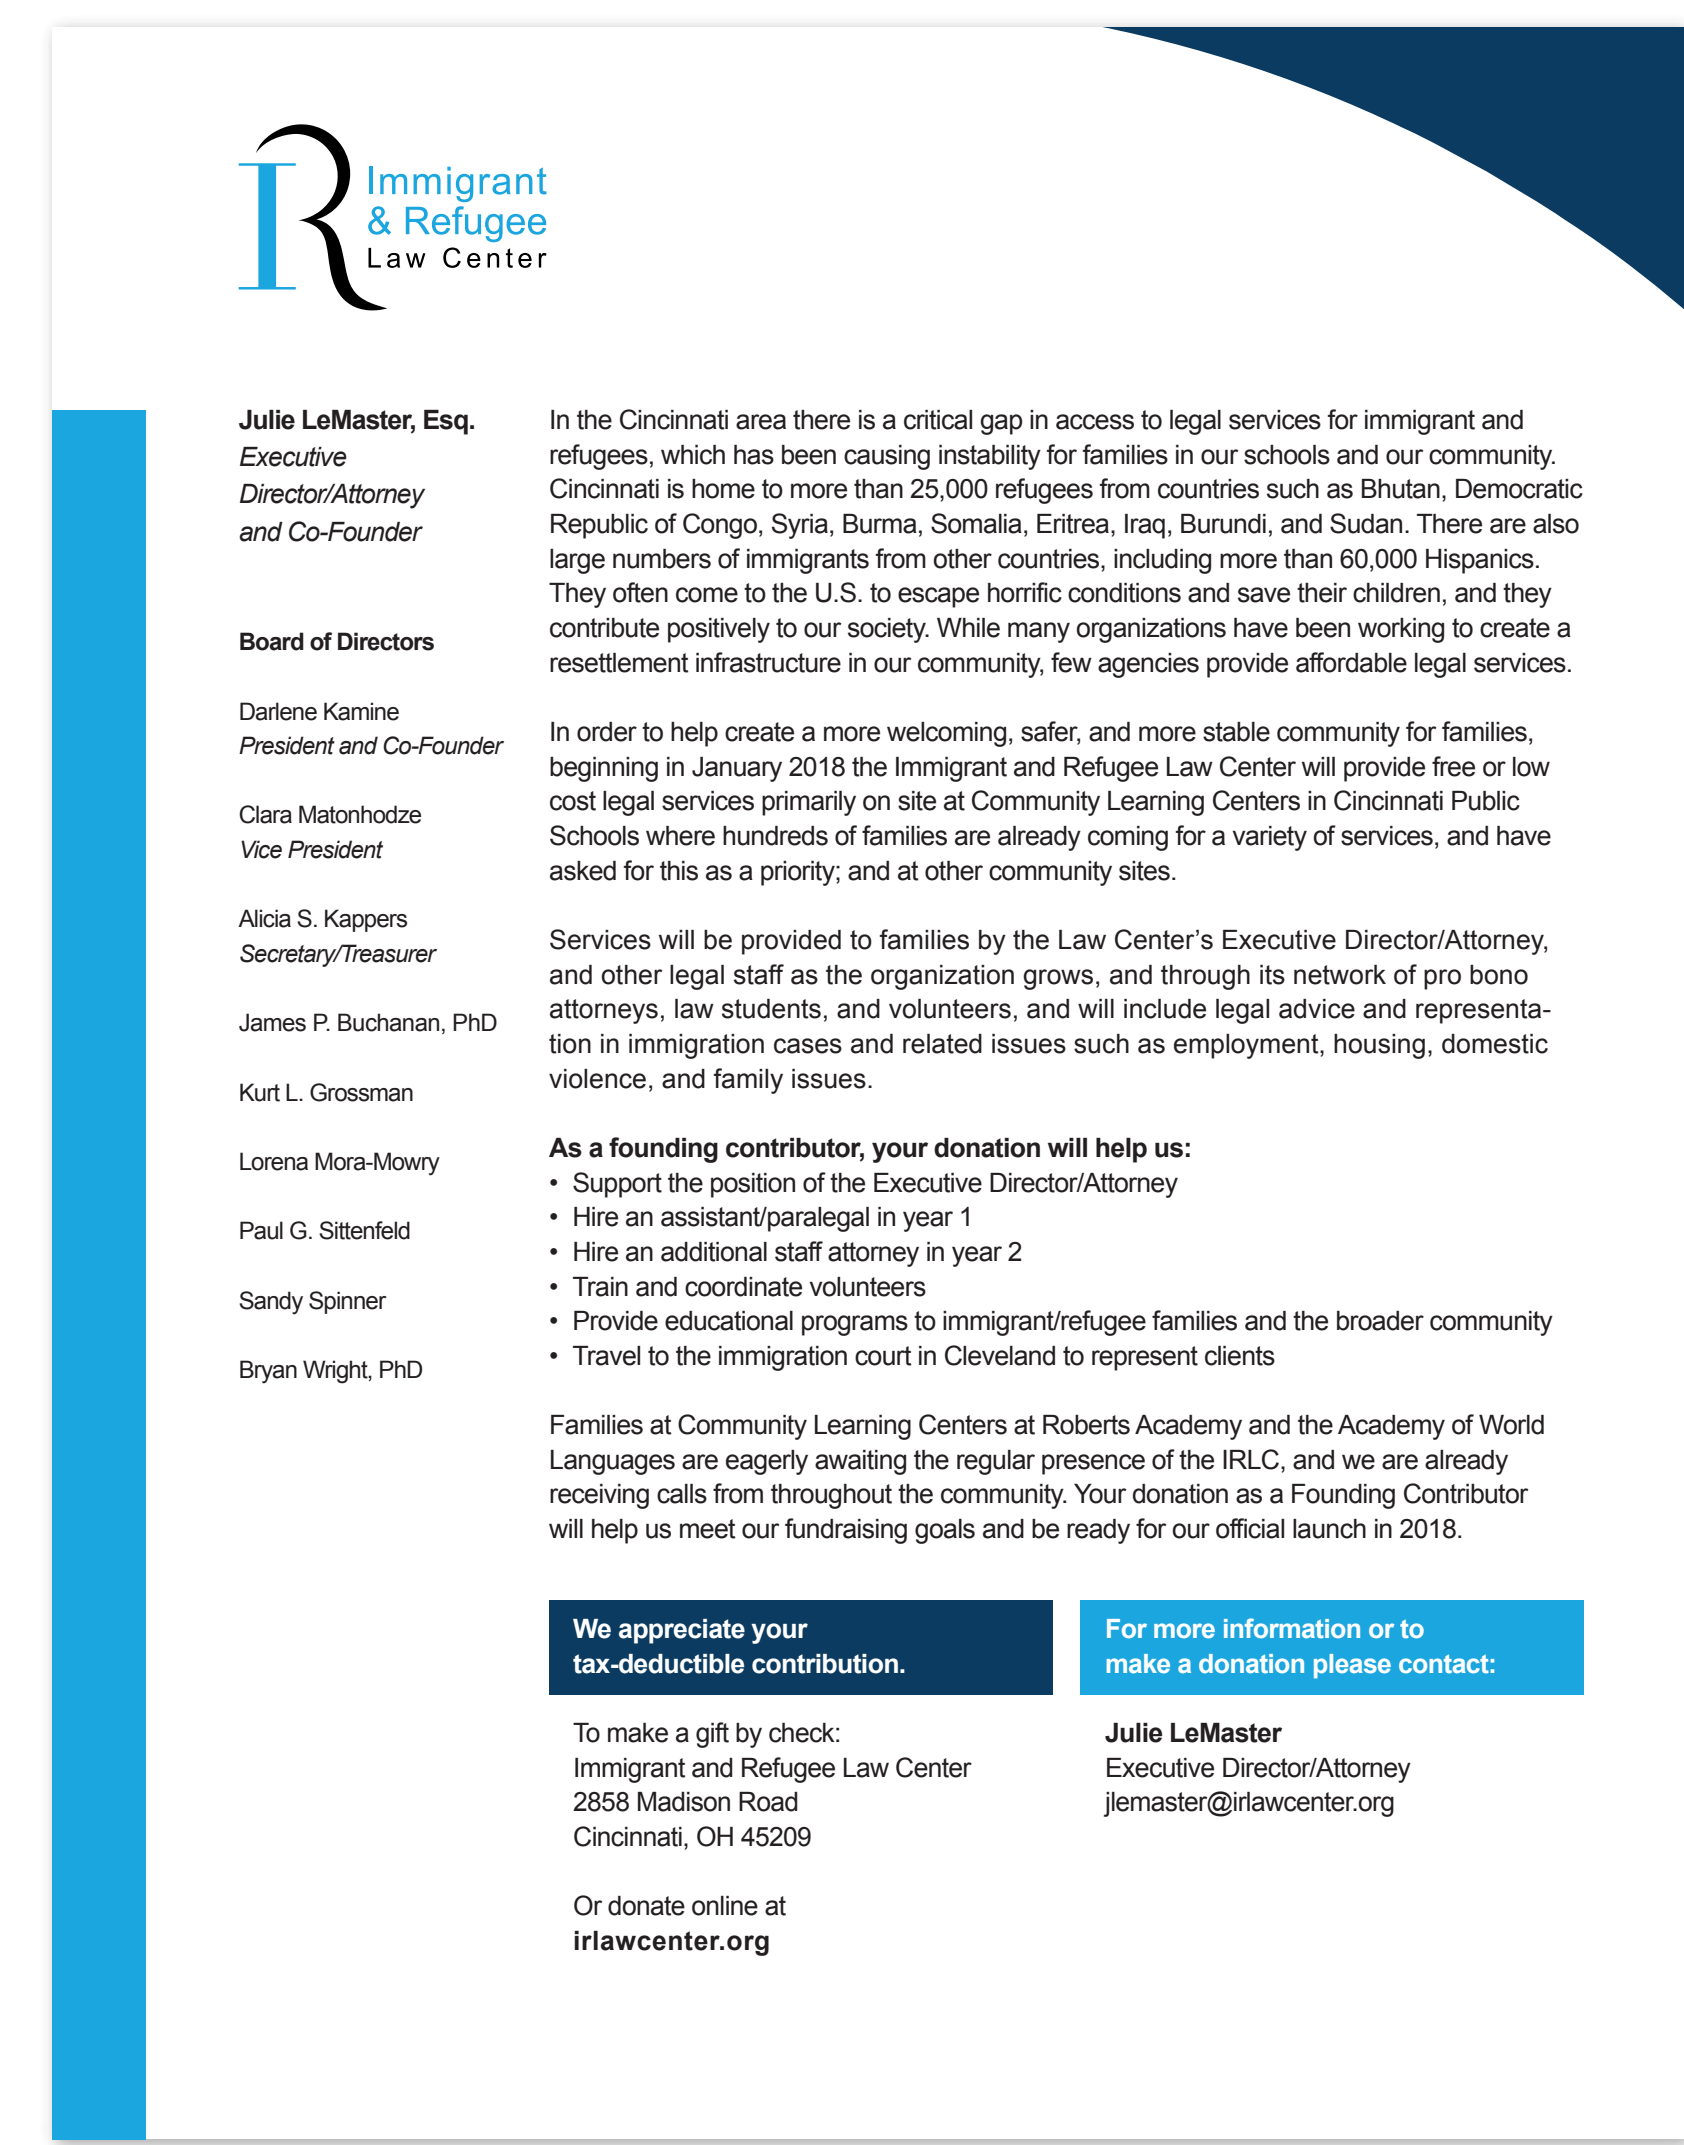 Immigrant
& Refugee
Law Center
Julie LeMaster, Esq.
Executive
Director/Attorney
and Co-Founder
Board of Directors
Darlene Kamine
President and Co-Founder
Clara Matonhodze
Vice President
Alicia S. Kappers
Secretary/Treasurer
James P. Buchanan, PhD
Kurt L. Grossman
Lorena Mora-Mowry
Paul G. Sittenfeld
Sandy Spinner
Bryan Wright, PhD
In the Cincinnati area there is a critical gap in access to legal services for immigrant and
refugees, which has been causing instability for families in our schools and our community.
Cincinnati is home to more than 25,000 refugees from countries such as Bhutan, Democratic
Republic of Congo, Syria, Burma, Somalia, Eritrea, Iraq, Burundi, and Sudan. There are also
large numbers of immigrants from other countries, including more than 60,000 Hispanics.
They often come to the U.S. to escape horrific conditions and save their children, and they
contribute positively to our society. While many organizations have been working to create a
resettlement infrastructure in our community, few agencies provide affordable legal services.
In order to help create a more welcoming, safer, and more stable community for families,
beginning in January 2018 the Immigrant and Refugee Law Center will provide free or low
cost legal services primarily on site at Community Learning Centers in Cincinnati Public
Schools where hundreds of families are already coming for a variety of services, and have
asked for this as a priority; and at other community sites.
Services will be provided to families by the Law Center’s Executive Director/Attorney,
and other legal staff as the organization grows, and through its network of pro bono
attorneys, law students, and volunteers, and will include legal advice and representa-
tion in immigration cases and related issues such as employment, housing, domestic
violence, and family issues.
As a founding contributor, your donation will help us:
• Support the position of the Executive Director/Attorney
• Hire an assistant/paralegal in year 1
• Hire an additional staff attorney in year 2
• Train and coordinate volunteers
• Provide educational programs to immigrant/refugee families and the broader community
• Travel to the immigration court in Cleveland to represent clients
Families at Community Learning Centers at Roberts Academy and the Academy of World
Languages are eagerly awaiting the regular presence of the IRLC, and we are already
receiving calls from throughout the community. Your donation as a Founding Contributor
will help us meet our fundraising goals and be ready for our official launch in 2018.
We appreciate your
tax-deductible contribution.
To make a gift by check:
Immigrant and Refugee Law Center
2858 Madison Road
Cincinnati, OH 45209
Or donate online at
irlawcenter.org
For more information or to
make a donation please contact:
Julie LeMaster
Executive Director/Attorney
jlemaster@irlawcenter.org